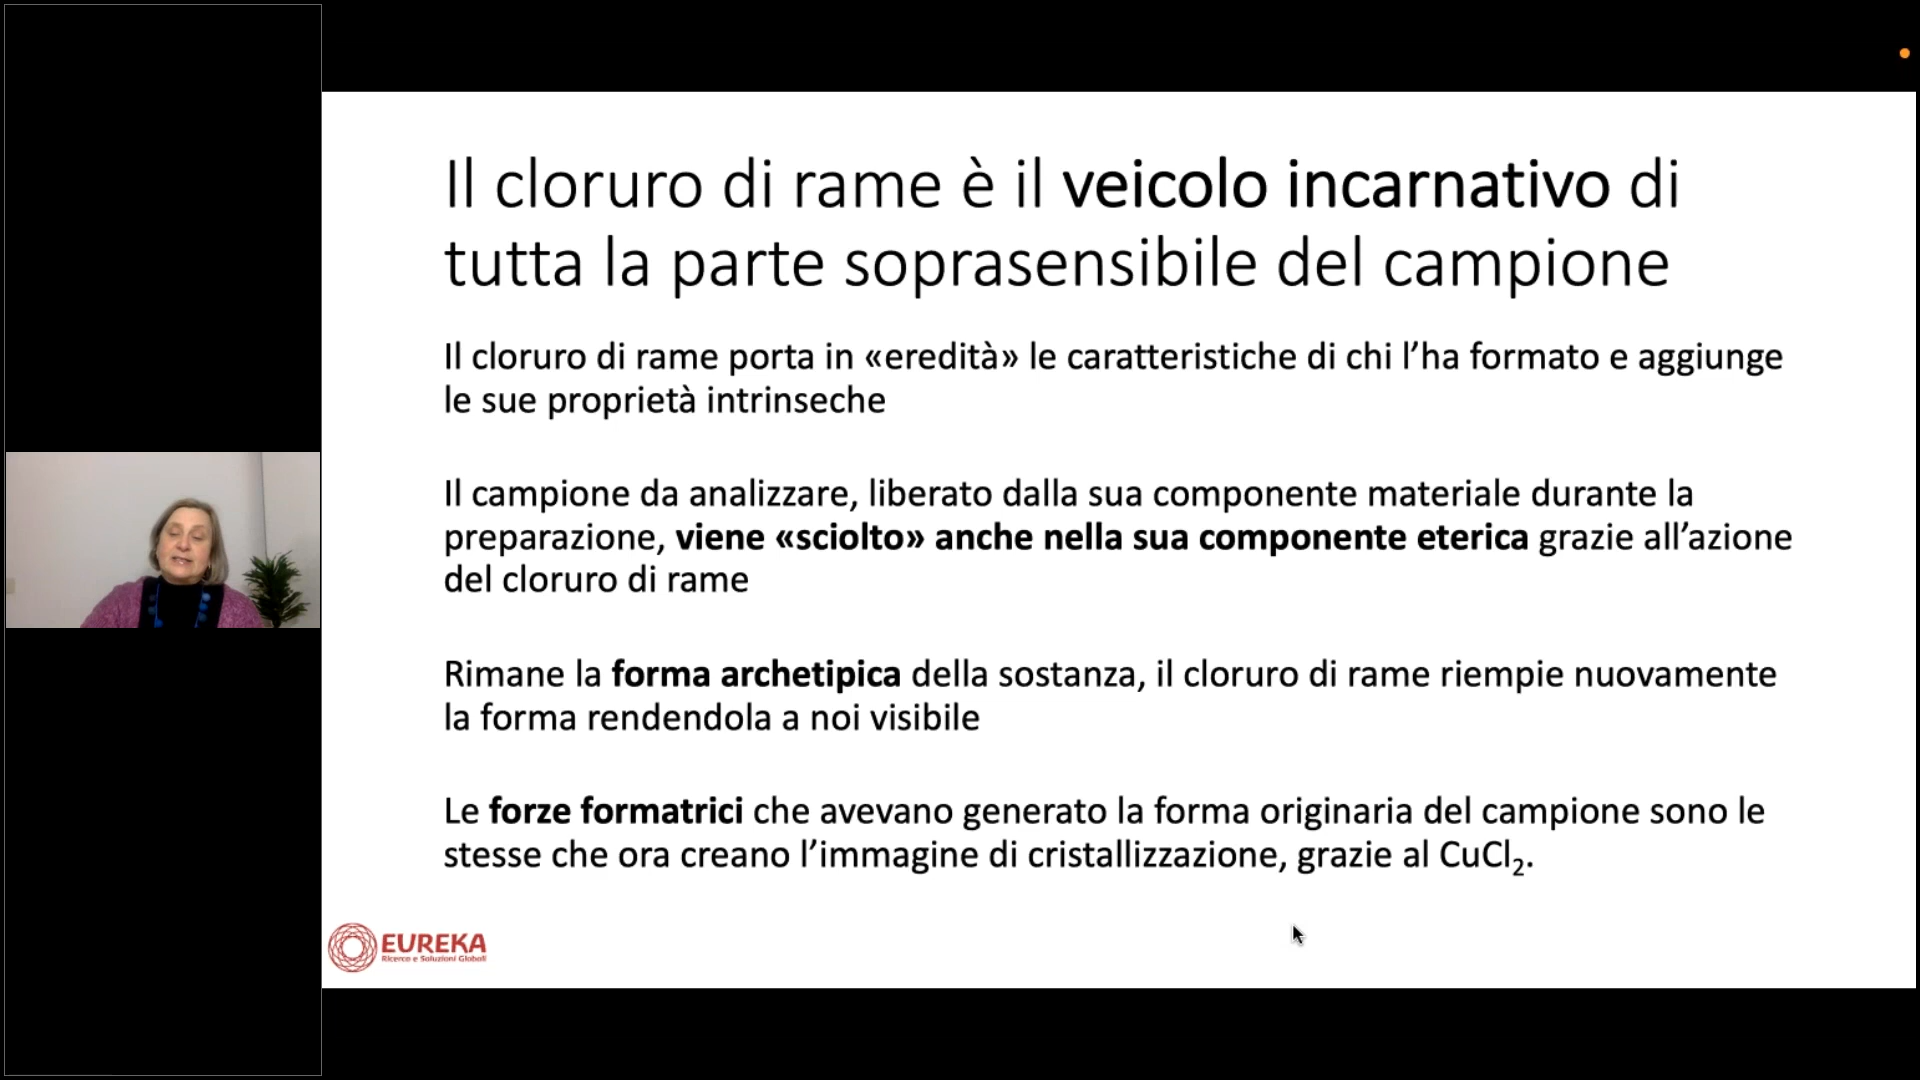 Il cloruro di rame è il veicolo incarnativo di
tutta la parte soprasensibile del campione
Il cloruro di rame porta in «eredità» le caratteristiche di chi l’ha formato e aggiunge
le sue proprietà intrinseche
Il campione da analizzare, liberato dalla sua componente materiale durante la
preparazione, viene «sciolto» anche nella sua componente eterica grazie all’azione
del cloruro di rame
Rimane la forma archetipica della sostanza, il cloruro di rame riempie nuovamente
la forma rendendola a noi visibile
Le forze formatrici che avevano generato la forma originaria del campione sono le
stesse che ora creano l’immagine di cristallizzazione, grazie al CuCl₂.
EUREKA
Ricerca e Soluzioni Globali